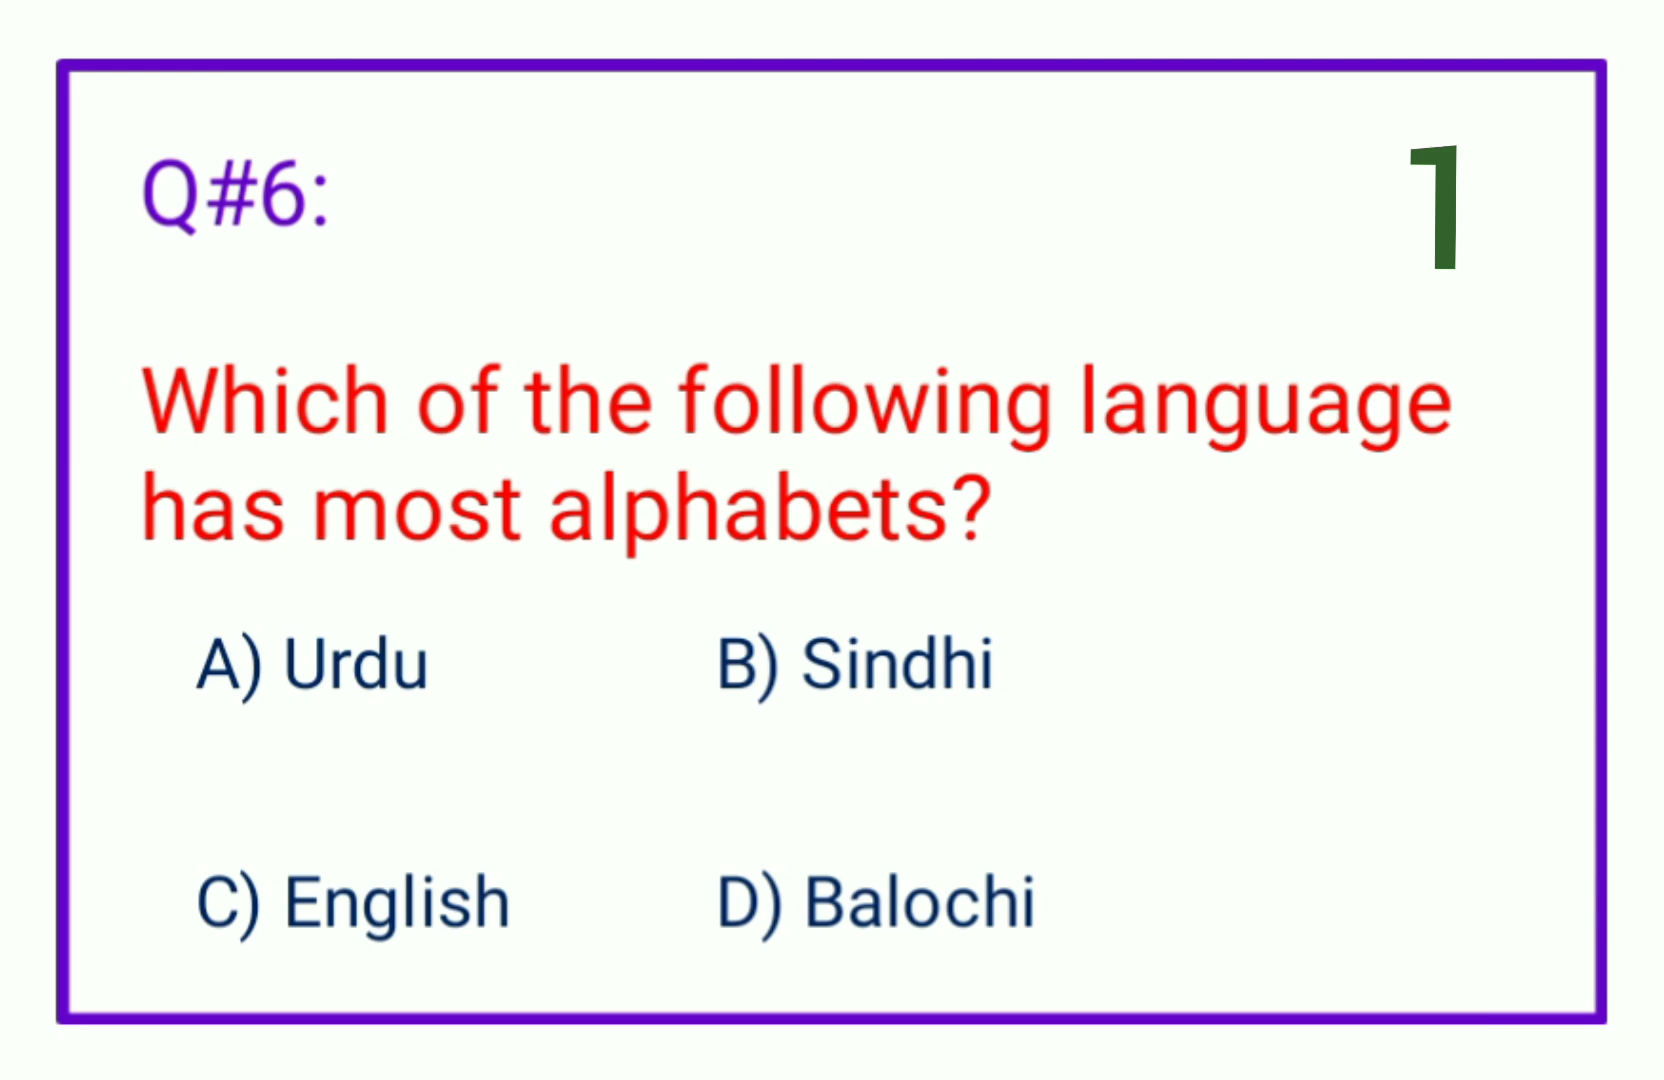 Q#6:
1
Which of the following language
has most alphabets?
A) Urdu B) Sindhi
C) English D) Balochi